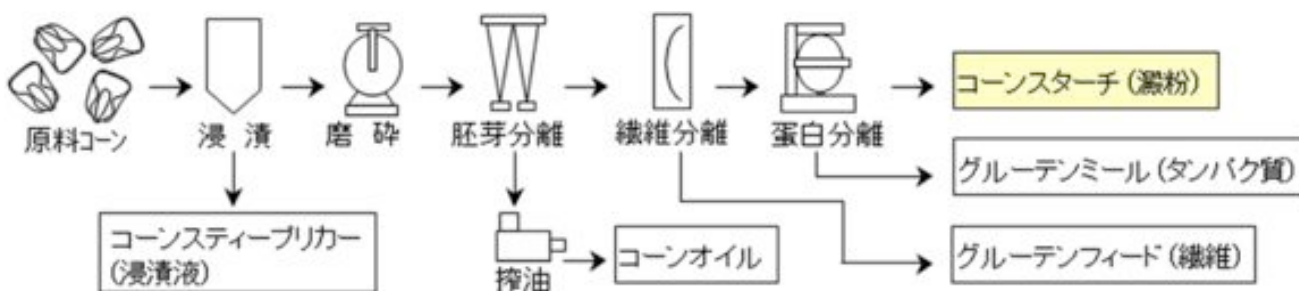 原料コーン
浸漬
磨砕
胚芽分離
繊維分離
蛋白分離
コーンスターチ(澱粉)
グルーテンミール(タンパク質)
グルーテンフィード(繊維)
コーンスティープリカー
(浸漬液)
搾油
コーンオイル